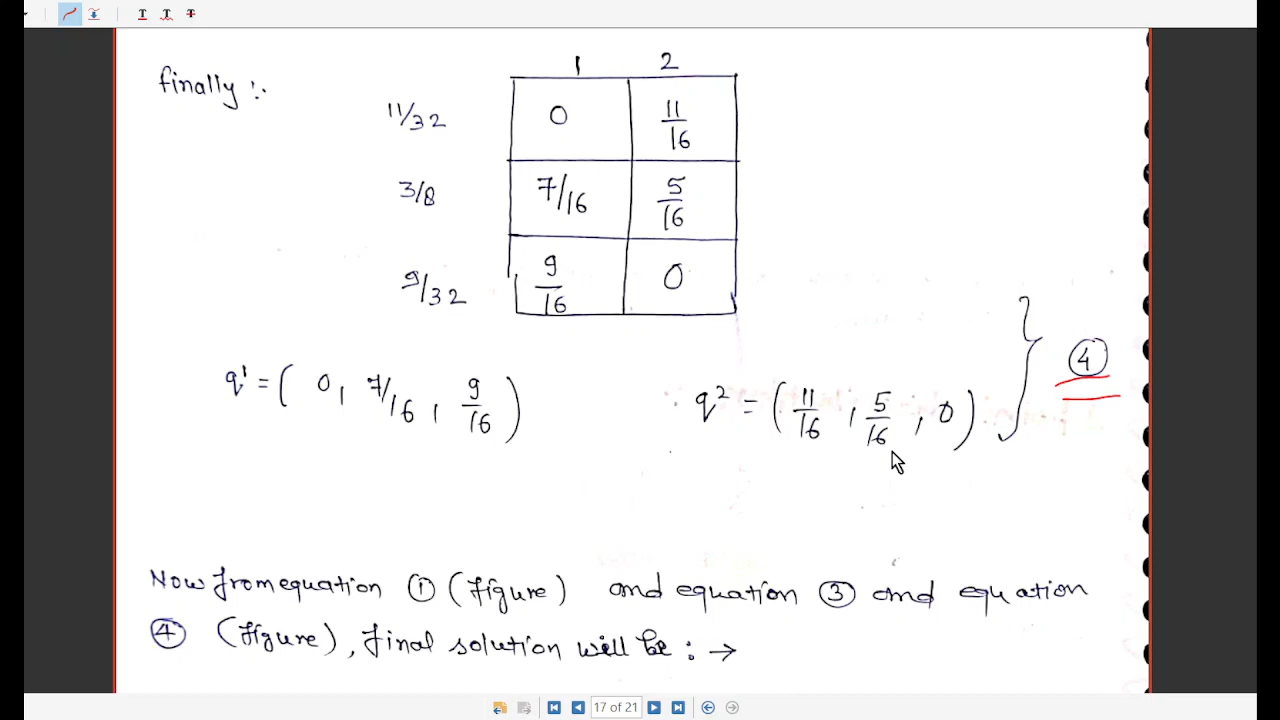 T T T
1 2
finally :-
11/32 0 11/16
3/8 7/16 5/16
9/32 9/16 0
q¹ = ( 0, 7/16, 9/16 )
q² = ( 11/16, 5/16, 0 ) } ④
Now from equation ① (figure) and equation ③ and equation
④ (figure), final solution will be : →
17 of 21